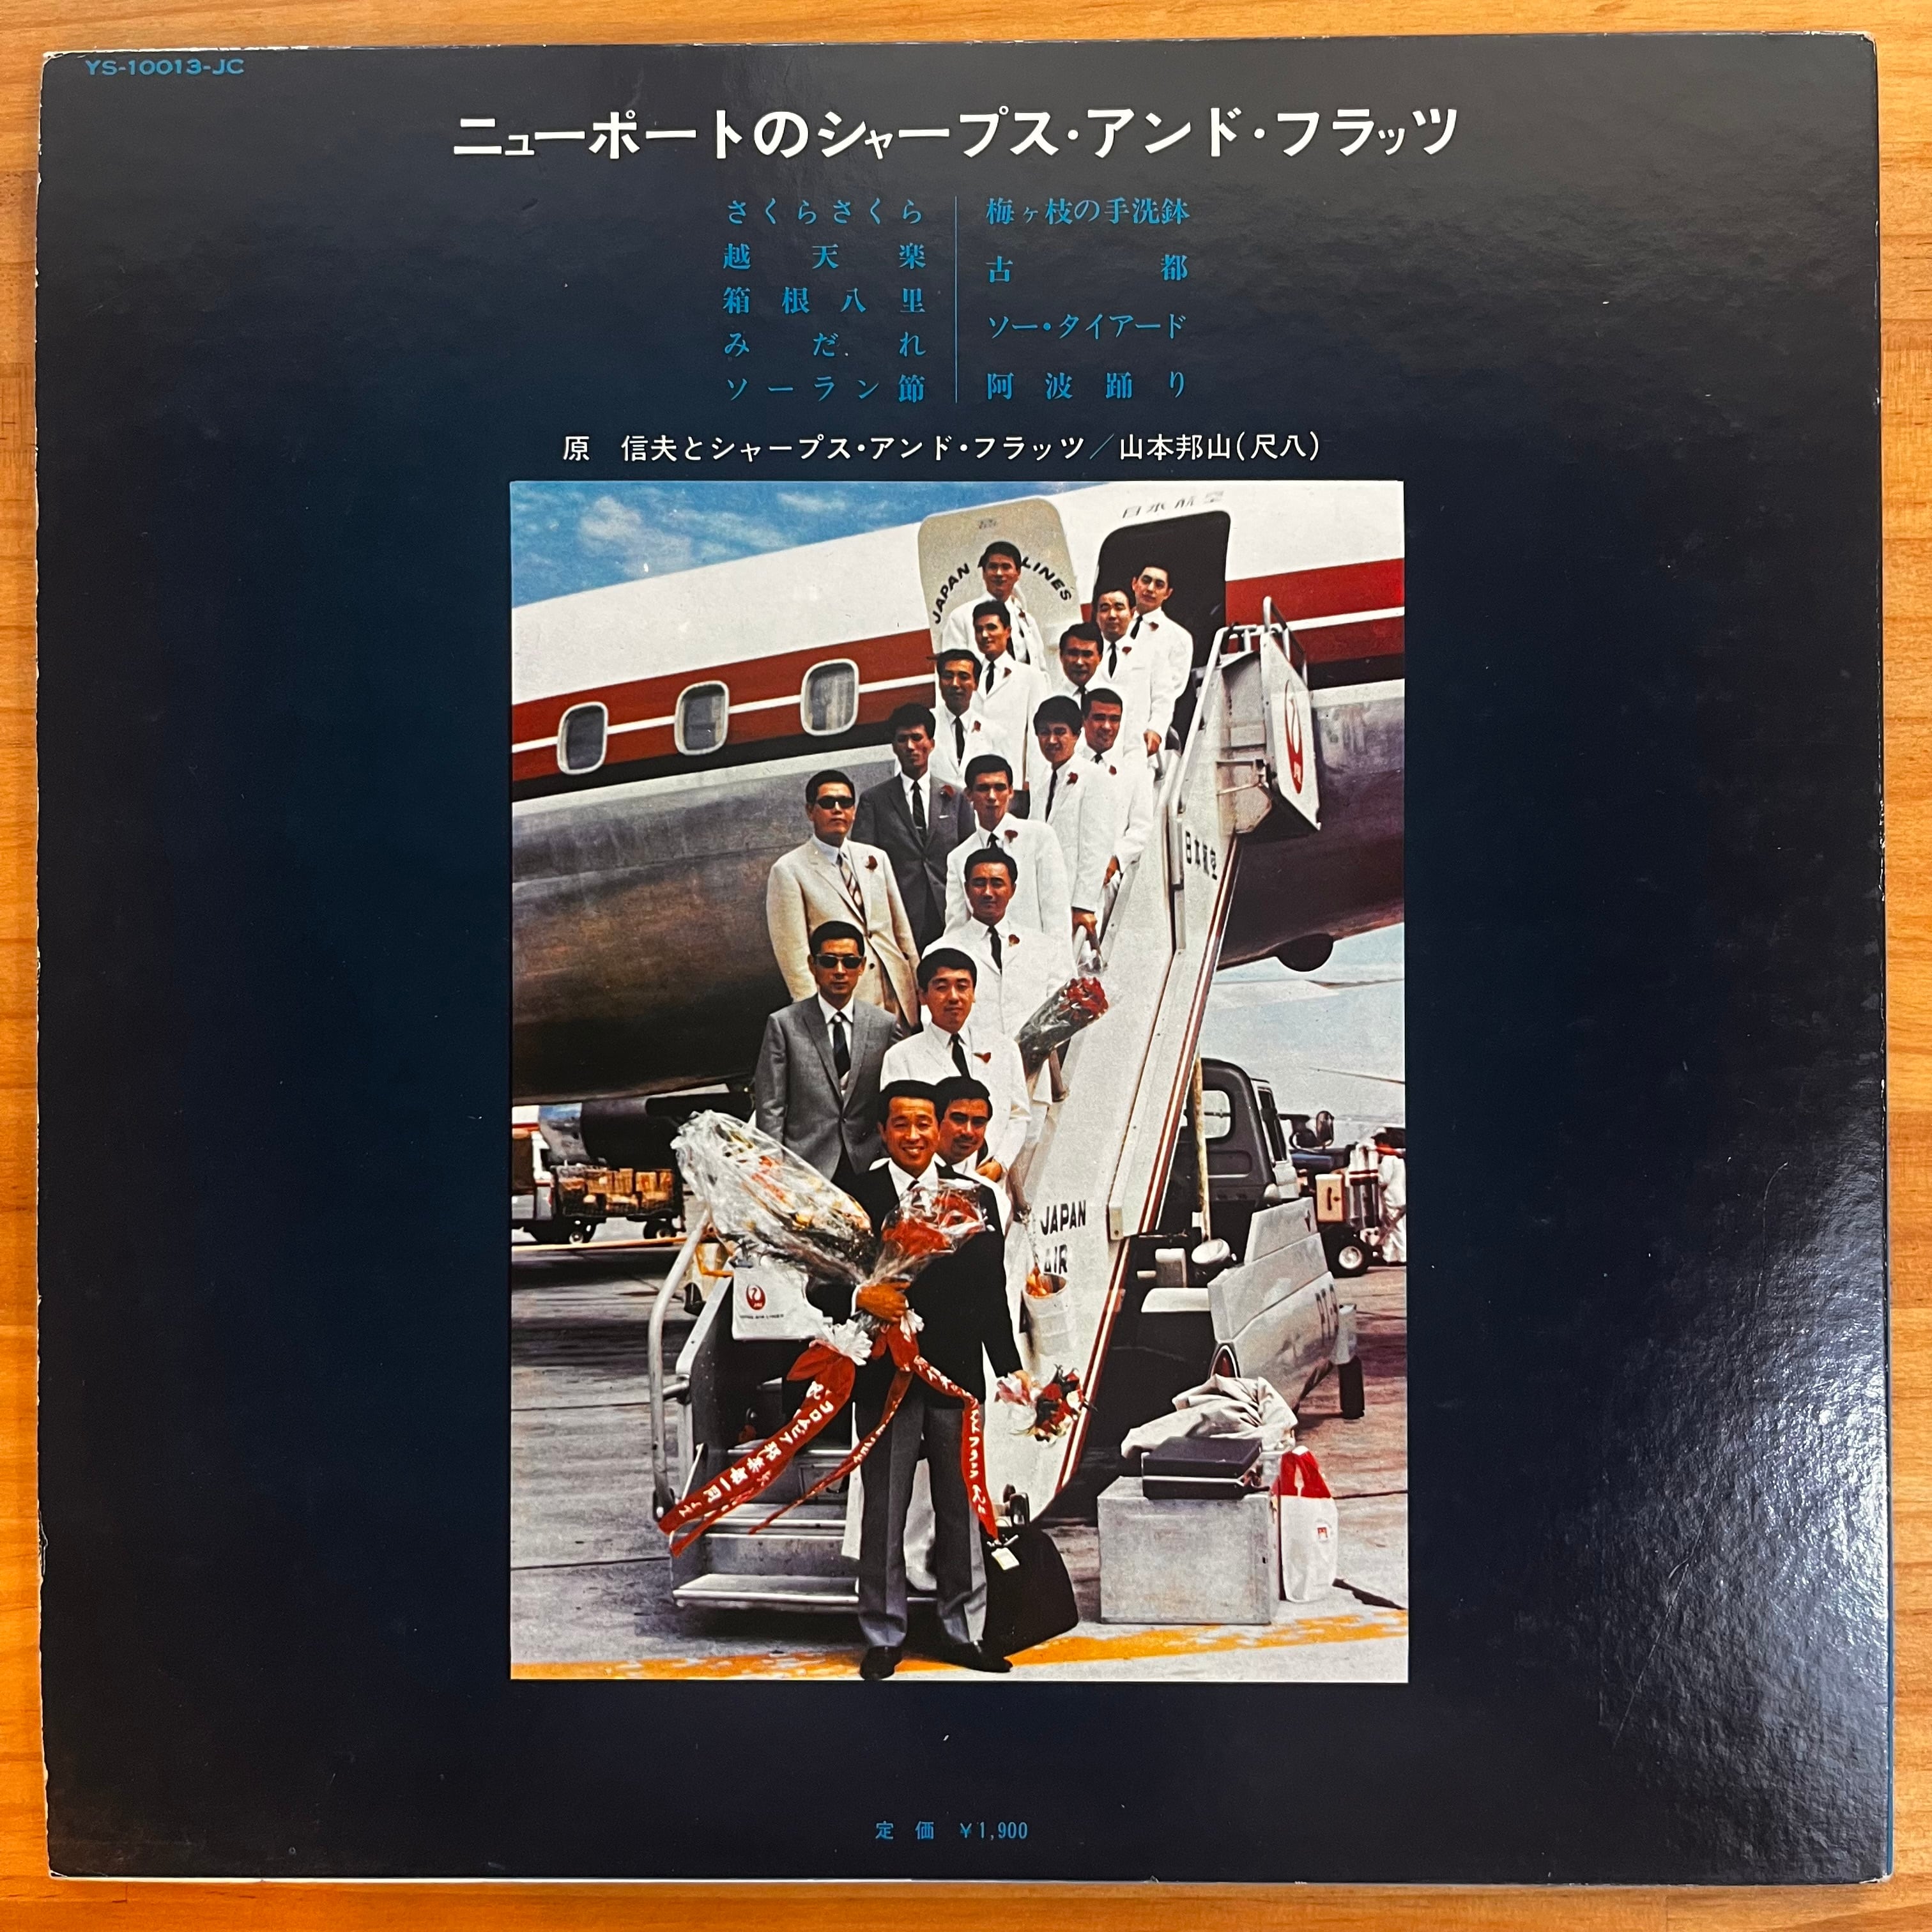 YS-10013-JC
ニューポートのシャープス・アンド・フラッツ
さくらさくら
越天楽
箱根八里
みだれ
ソーラン節
梅ヶ枝の手洗鉢
古都
ソー・タイアード
阿波踊り
原 信夫とシャープス・アンド・フラッツ/山本邦山(尺八)
日本航空
JAPAN LINES
日本航空
JAPAN
AIR
定価 ¥1,900